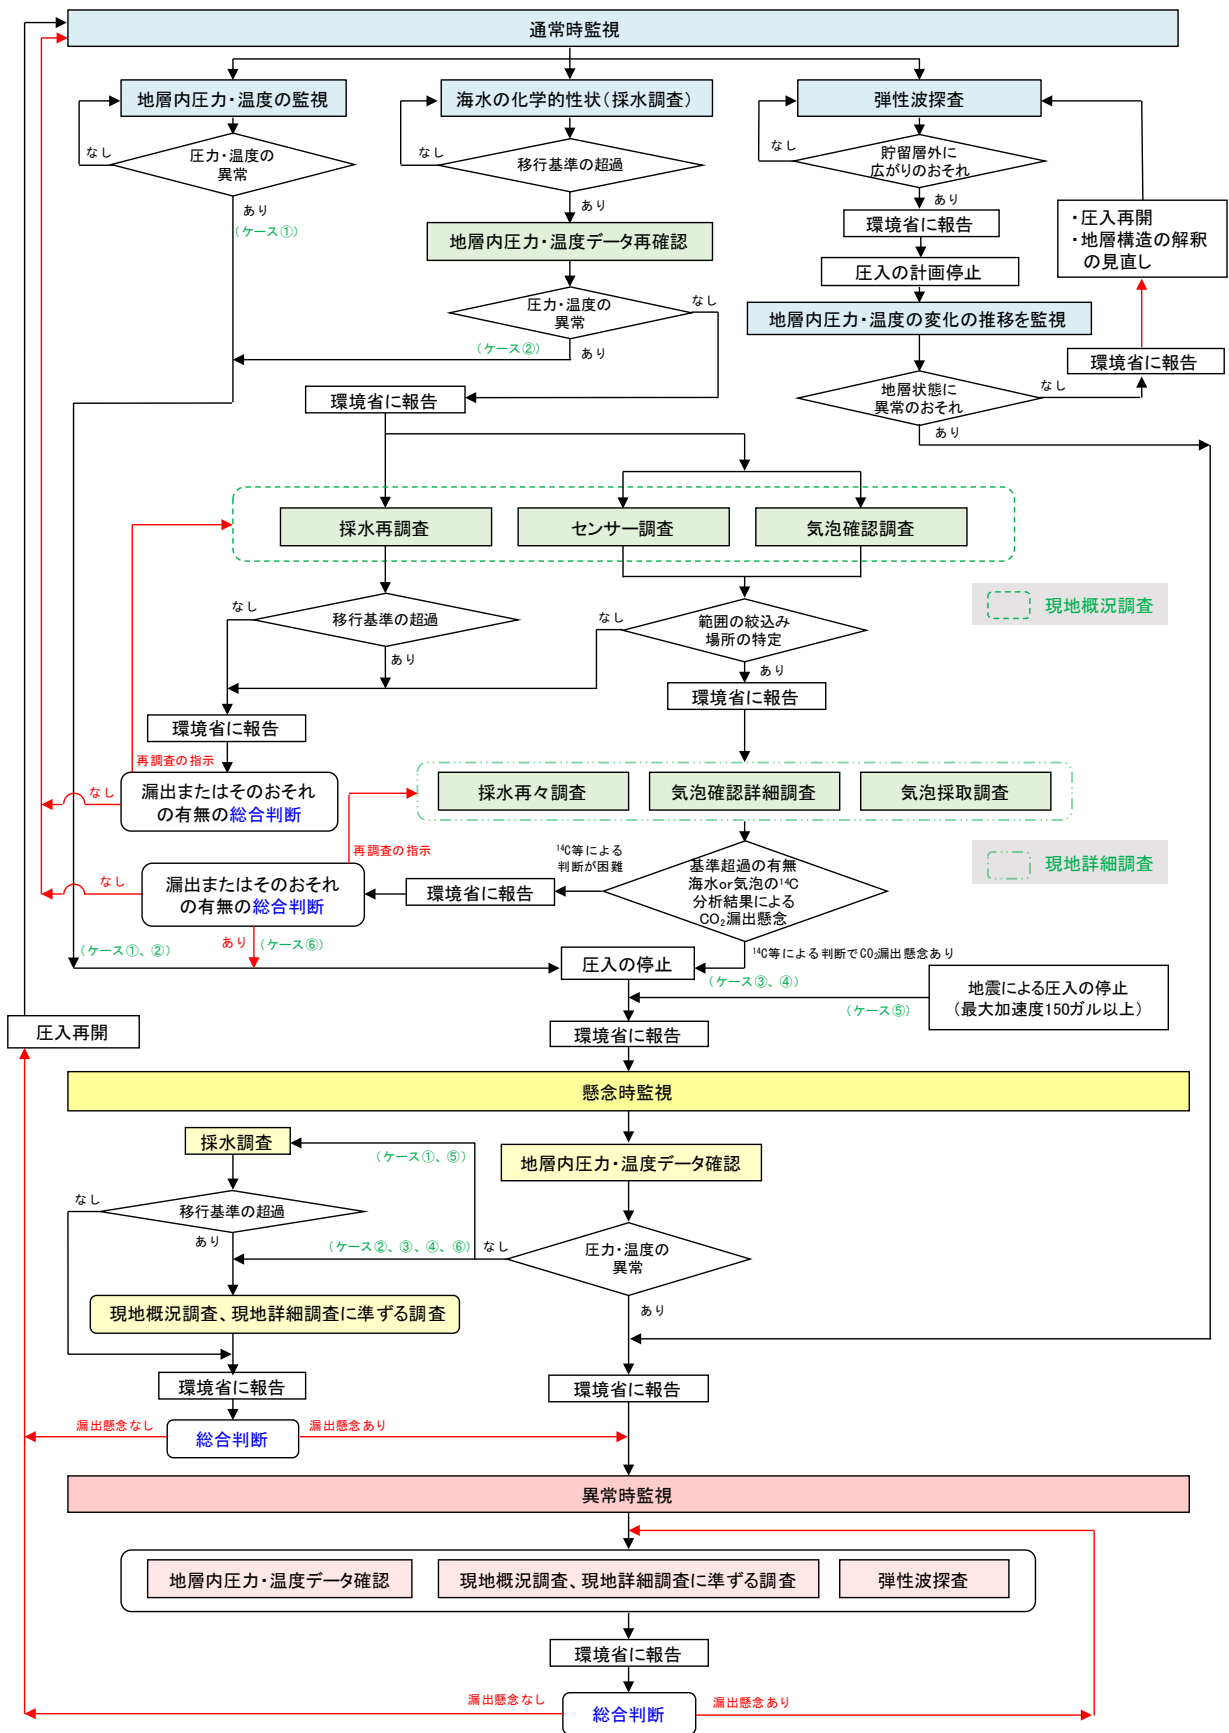 通常時監視
地層内圧力・温度の監視
海水の化学的性状(採水調査)
弾性波探査
なし
圧力・温度の
異常
なし
移行基準の超過
なし
貯留層外に
広がりのおそれ
あり
(ケース①)
あり
あり
環境省に報告
・圧入再開
・地層構造の解釈
の見直し
地層内圧力・温度データ再確認
圧入の計画停止
圧力・温度の
異常
なし
地層内圧力・温度の変化の推移を監視
(ケース②)
あり
環境省に報告
環境省に報告
地層状態に
異常のおそれ
なし
あり
採水再調査
センサー調査
気泡確認調査
現地概況調査
なし
移行基準の超過
なし
範囲の絞込み
場所の特定
あり
あり
環境省に報告
環境省に報告
再調査の指示
なし
漏出またはそのおそれ
の有無の総合判断
採水再々調査
気泡確認詳細調査
気泡採取調査
再調査の指示
¹⁴C等による
判断が困難
現地詳細調査
なし
漏出またはそのおそれ
の有無の総合判断
環境省に報告
基準超過の有無
海水or気泡の¹⁴C
分析結果による
CO₂漏出懸念
あり
(ケース⑥)
(ケース①、②)
¹⁴C等による判断でCO₂漏出懸念あり
圧入の停止
(ケース③、④)
地震による圧入の停止
(最大加速度150ガル以上)
(ケース⑤)
圧入再開
環境省に報告
懸念時監視
採水調査
(ケース①、⑤)
地層内圧力・温度データ確認
なし
移行基準の超過
あり
(ケース②、③、④、⑥)
なし
圧力・温度の
異常
あり
現地概況調査、現地詳細調査に準ずる調査
環境省に報告
環境省に報告
漏出懸念なし
総合判断
漏出懸念あり
異常時監視
地層内圧力・温度データ確認
現地概況調査、現地詳細調査に準ずる調査
弾性波探査
環境省に報告
漏出懸念なし
総合判断
漏出懸念あり